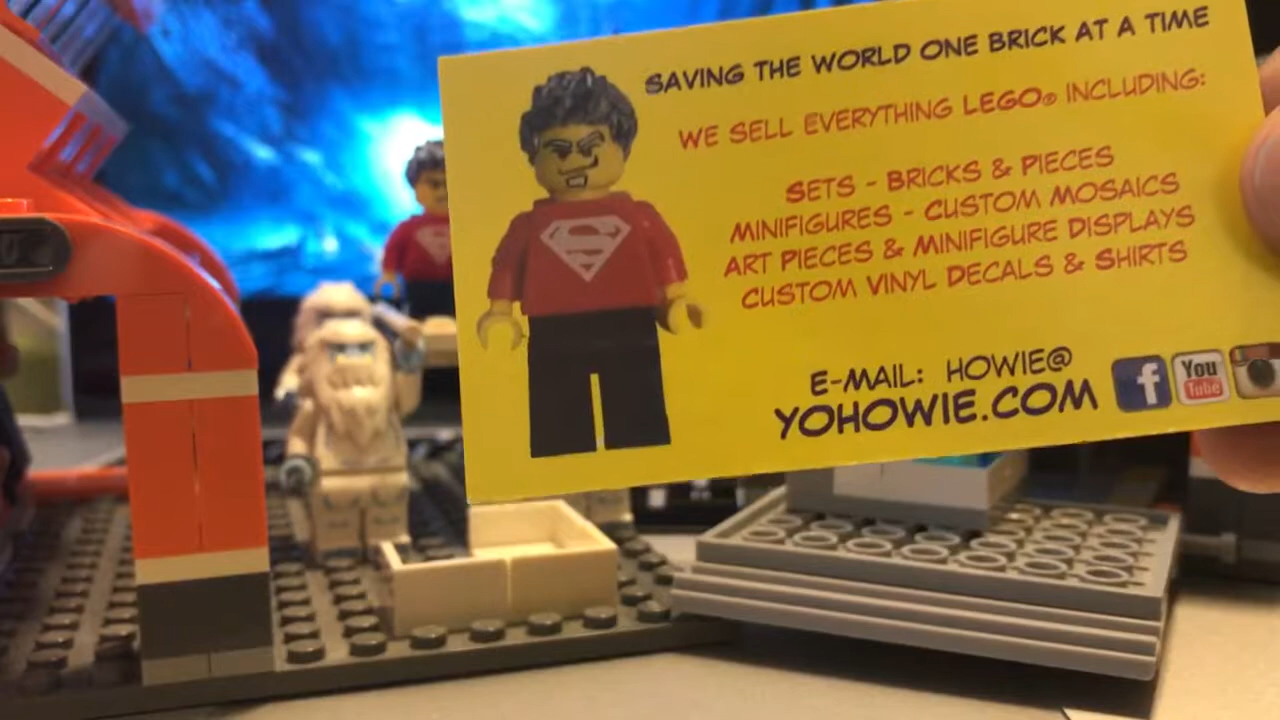 SAVING THE WORLD ONE BRICK AT A TIME
WE SELL EVERYTHING LEGO® INCLUDING:
SETS - BRICKS & PIECES
MINIFIGURES - CUSTOM MOSAICS
ART PIECES & MINIFIGURE DISPLAYS
CUSTOM VINYL DECALS & SHIRTS
E-MAIL: HOWIE@
YOHOWIE.COM
f
You
Tube
S